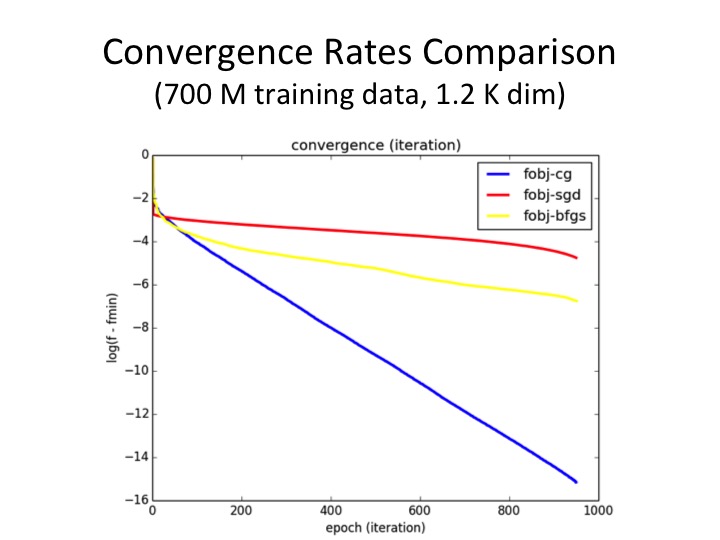 Convergence Rates Comparison
(700 M training data, 1.2 K dim)
convergence (iteration)
fobj-cg
fobj-sgd
fobj-bfgs
log(f - fmin)
0
−2
−4
−6
−8
−10
−12
−14
−16
0 200 400 600 800 1000
epoch (iteration)